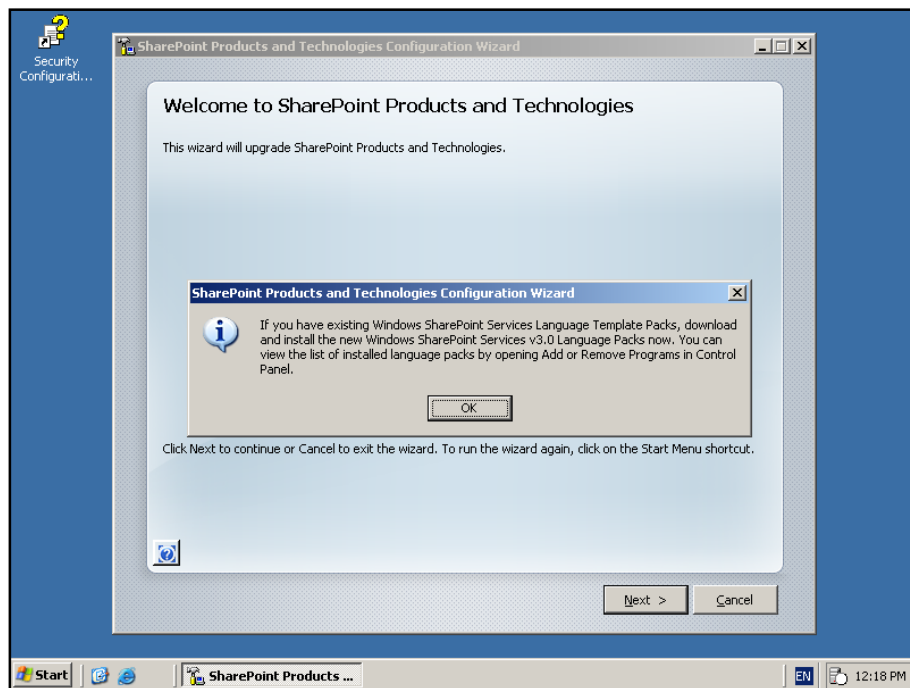 Security
Configurati...
SharePoint Products and Technologies Configuration Wizard
Welcome to SharePoint Products and Technologies
This wizard will upgrade SharePoint Products and Technologies.
SharePoint Products and Technologies Configuration Wizard
If you have existing Windows SharePoint Services Language Template Packs, download
and install the new Windows SharePoint Services v3.0 Language Packs now. You can
view the list of installed language packs by opening Add or Remove Programs in Control
Panel.
OK
Click Next to continue or Cancel to exit the wizard. To run the wizard again, click on the Start Menu shortcut.
Next >
Cancel
Start
SharePoint Products ...
EN
12:18 PM